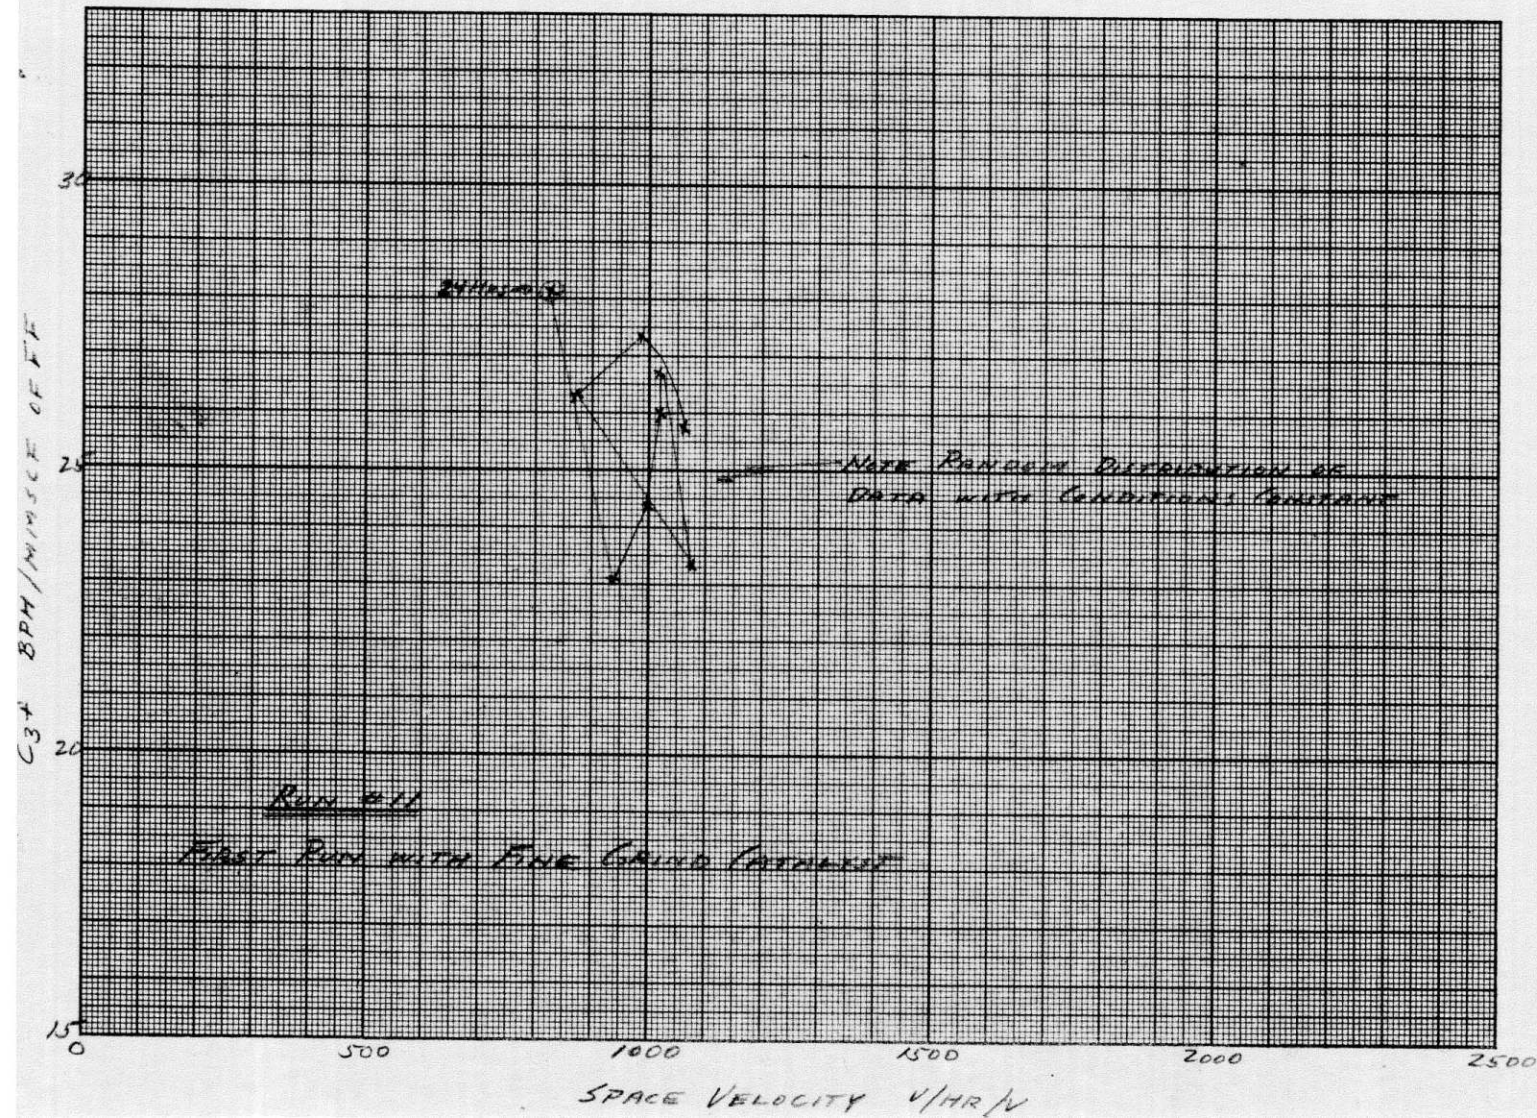 30
24 HRS
25
NOTE RANDOM DISTRIBUTION OF
DATA WITH CONDITIONS CONSTANT
20
RUN #11
FIRST RUN WITH FINE GRIND CATALYST
15
0 500 1000 1500 2000 2500
SPACE VELOCITY V/HR/V
C3+ BPH/MMSCF OF FF